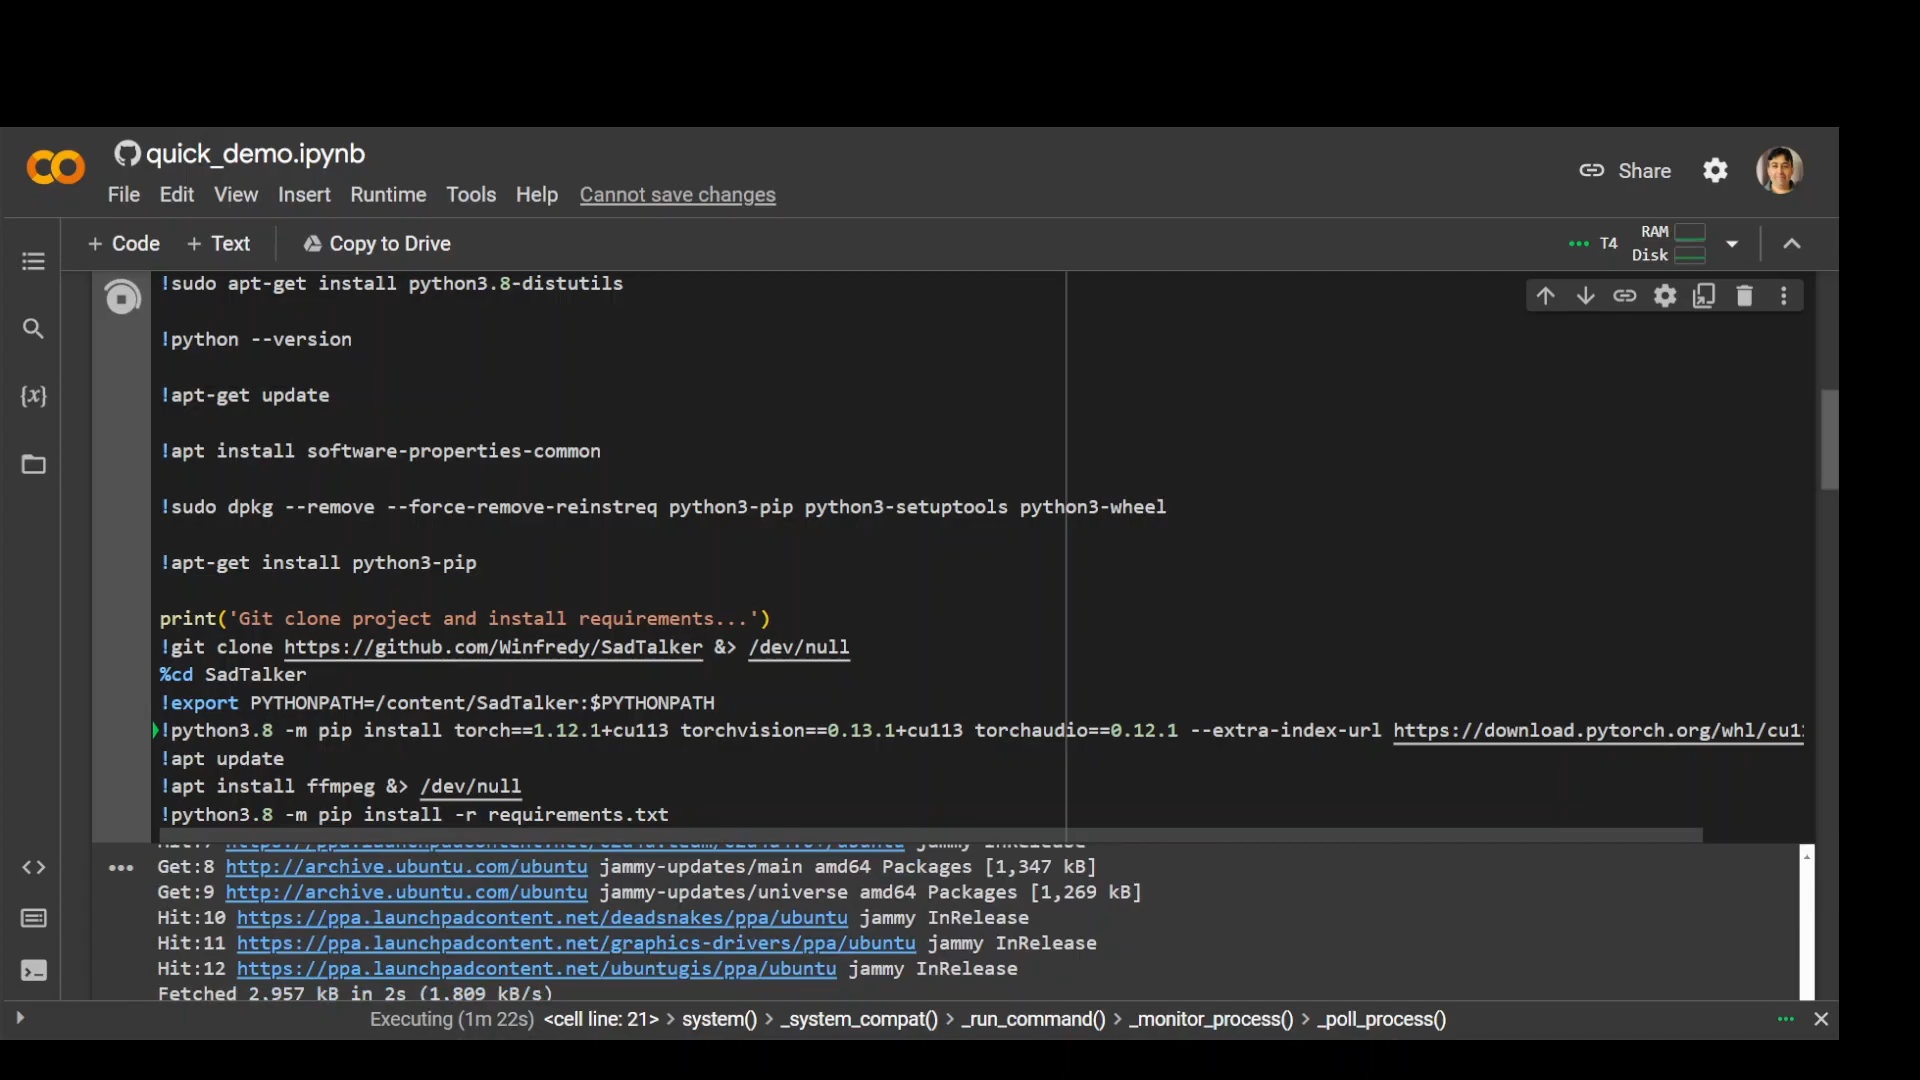 quick_demo.ipynb
File Edit View Insert Runtime Tools Help Cannot save changes
Share
+ Code + Text Copy to Drive
T4 RAM Disk
!sudo apt-get install python3.8-distutils
!python --version
!apt-get update
!apt install software-properties-common
!sudo dpkg --remove --force-remove-reinstreq python3-pip python3-setuptools python3-wheel
!apt-get install python3-pip
print('Git clone project and install requirements...')
!git clone https://github.com/Winfredy/SadTalker &> /dev/null
%cd SadTalker
!export PYTHONPATH=/content/SadTalker:$PYTHONPATH
!python3.8 -m pip install torch==1.12.1+cu113 torchvision==0.13.1+cu113 torchaudio==0.12.1 --extra-index-url https://download.pytorch.org/whl/cu11
!apt update
!apt install ffmpeg &> /dev/null
!python3.8 -m pip install -r requirements.txt
Get:8 http://archive.ubuntu.com/ubuntu jammy-updates/main amd64 Packages [1,347 kB]
Get:9 http://archive.ubuntu.com/ubuntu jammy-updates/universe amd64 Packages [1,269 kB]
Hit:10 https://ppa.launchpadcontent.net/deadsnakes/ppa/ubuntu jammy InRelease
Hit:11 https://ppa.launchpadcontent.net/graphics-drivers/ppa/ubuntu jammy InRelease
Hit:12 https://ppa.launchpadcontent.net/ubuntugis/ppa/ubuntu jammy InRelease
Fetched 2,957 kB in 2s (1,809 kB/s)
Executing (1m 22s) <cell line: 21> > system() > _system_compat() > _run_command() > _monitor_process() > _poll_process()